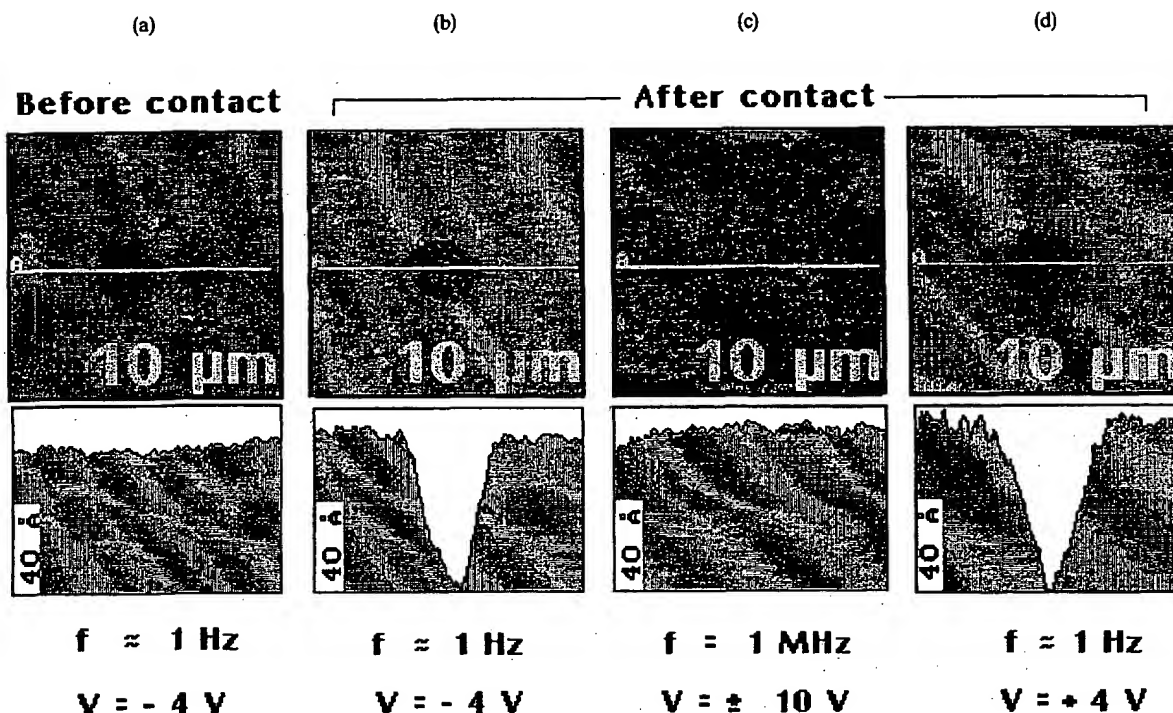 (a) (b) (c) (d)
Before contact After contact
10 µm 10 µm 10 µm 10 µm
40 Å 40 Å 40 Å 40 Å
f ≈ 1 Hz f ≈ 1 Hz f = 1 MHz f ≈ 1 Hz
V = - 4 V V = - 4 V V = ± 10 V V = + 4 V